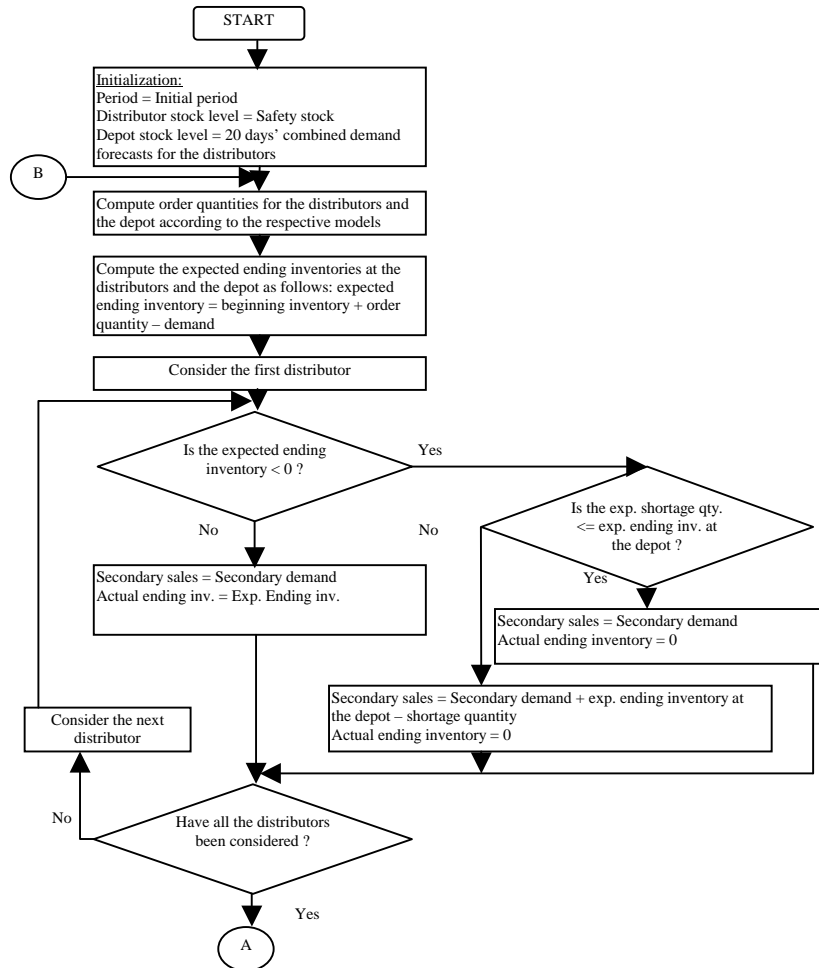 START
Initialization:
Period = Initial period
Distributor stock level = Safety stock
Depot stock level = 20 days’ combined demand
forecasts for the distributors
B
Compute order quantities for the distributors and
the depot according to the respective models
Compute the expected ending inventories at the
distributors and the depot as follows: expected
ending inventory = beginning inventory + order
quantity – demand
Consider the first distributor
Is the expected ending
inventory < 0 ?
Yes
Is the exp. shortage qty.
<= exp. ending inv. at
the depot ?
No
No
Yes
Secondary sales = Secondary demand
Actual ending inv. = Exp. Ending inv.
Secondary sales = Secondary demand
Actual ending inventory = 0
Secondary sales = Secondary demand + exp. ending inventory at
the depot – shortage quantity
Actual ending inventory = 0
Consider the next
distributor
No
Have all the distributors
been considered ?
Yes
A